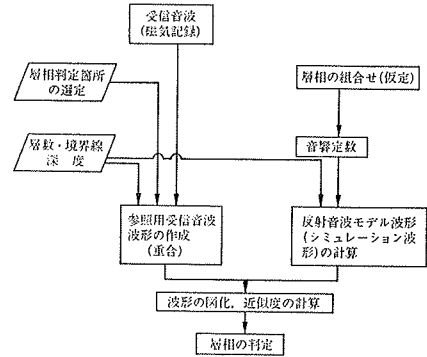 受信音波
(磁気記録)
層相判定箇所
の選定
層数・境界線
深度
層相の組合せ(仮定)
音響定数
参照用受信音波
波形の作成
(重合)
反射音波モデル波形
(シミュレーション波
形)の計算
波形の図化，近似度の計算
層相の判定